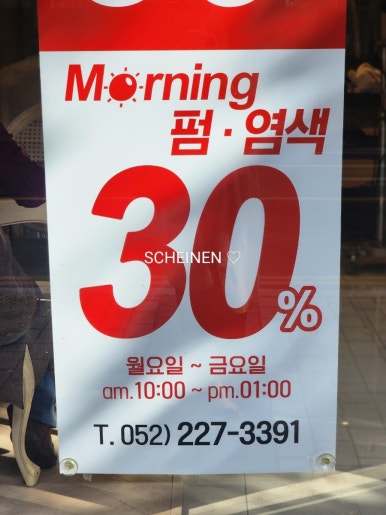 Morning
펌·염색
30%
SCHEINEN ♡
월요일 ~ 금요일
am.10:00 ~ pm.01:00
T. 052) 227-3391